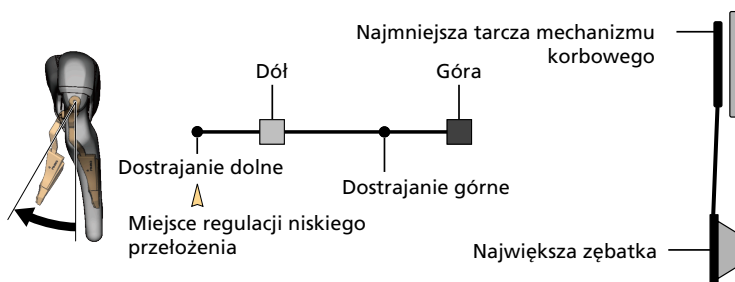 Najmniejsza tarcza mechanizmu
korbowego
Dół
Góra
Dostrajanie dolne
Dostrajanie górne
Miejsce regulacji niskiego
przełożenia
Największa zębatka